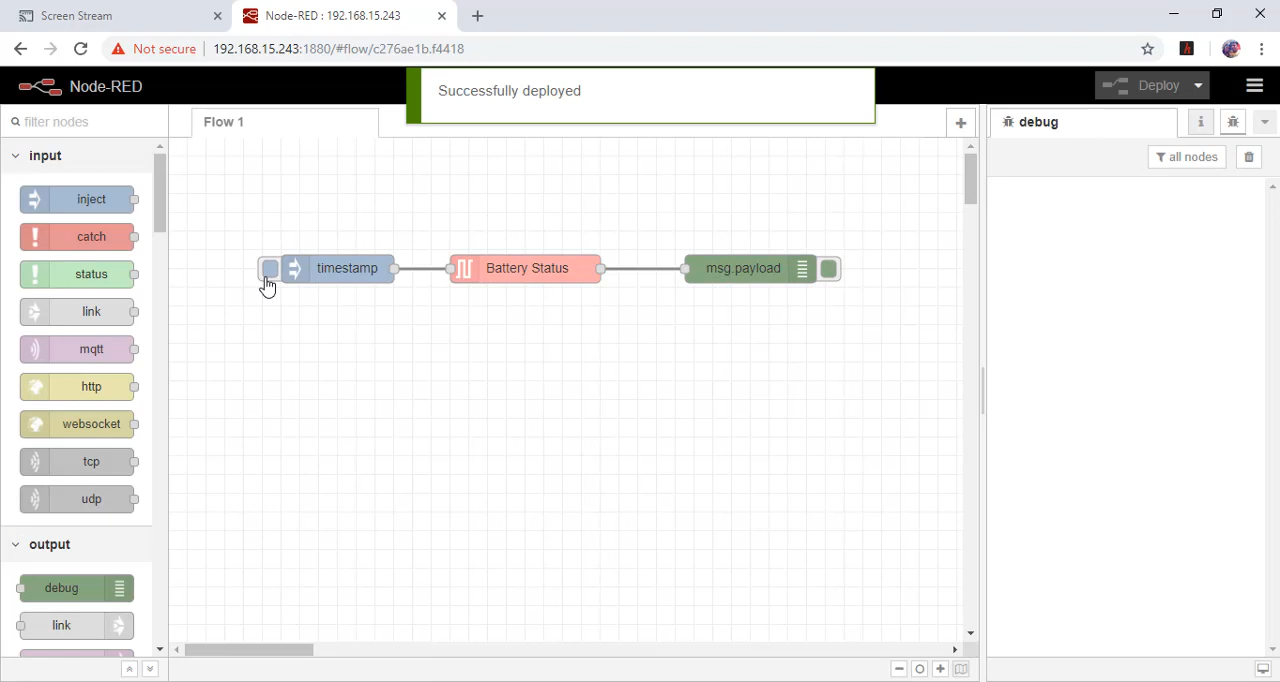 Screen Stream
Node-RED : 192.168.15.243
Not secure
192.168.15.243:1880/#flow/c276ae1b.f4418
Node-RED
Successfully deployed
Deploy
filter nodes
Flow 1
debug
all nodes
input
inject
catch
status
link
mqtt
http
websocket
tcp
udp
output
debug
link
timestamp
Battery Status
msg.payload